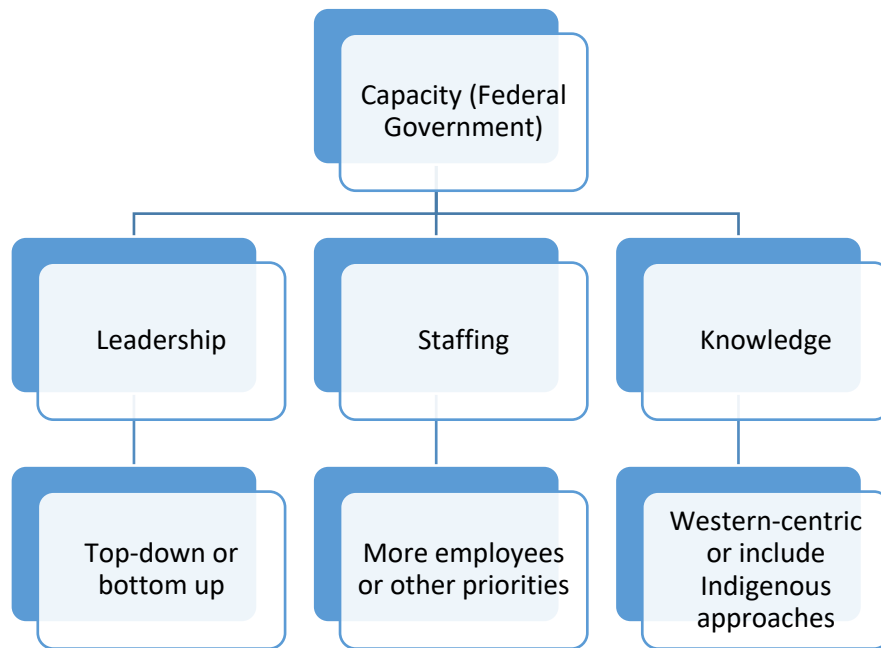 Capacity (Federal
Government)
Leadership
Staffing
Knowledge
Top-down or
bottom up
More employees
or other priorities
Western-centric
or include
Indigenous
approaches